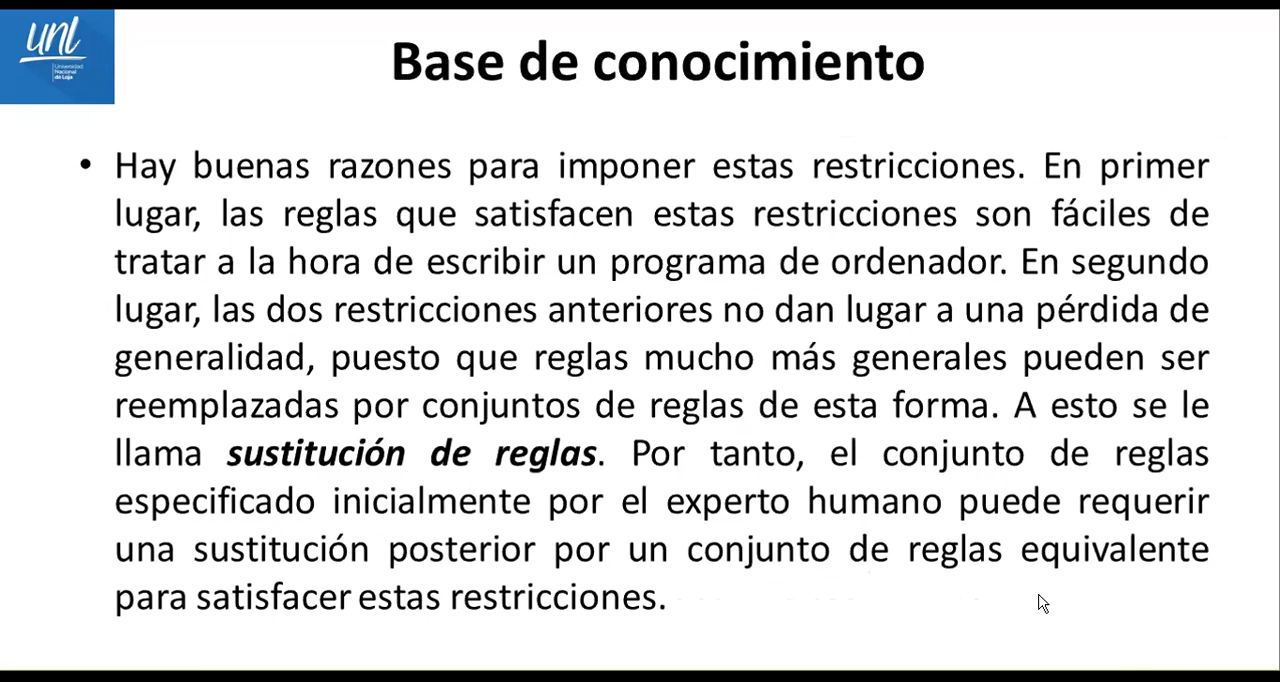 unl
Universidad
Nacional
de Loja
Base de conocimiento
• Hay buenas razones para imponer estas restricciones. En primer
lugar, las reglas que satisfacen estas restricciones son fáciles de
tratar a la hora de escribir un programa de ordenador. En segundo
lugar, las dos restricciones anteriores no dan lugar a una pérdida de
generalidad, puesto que reglas mucho más generales pueden ser
reemplazadas por conjuntos de reglas de esta forma. A esto se le
llama sustitución de reglas. Por tanto, el conjunto de reglas
especificado inicialmente por el experto humano puede requerir
una sustitución posterior por un conjunto de reglas equivalente
para satisfacer estas restricciones.